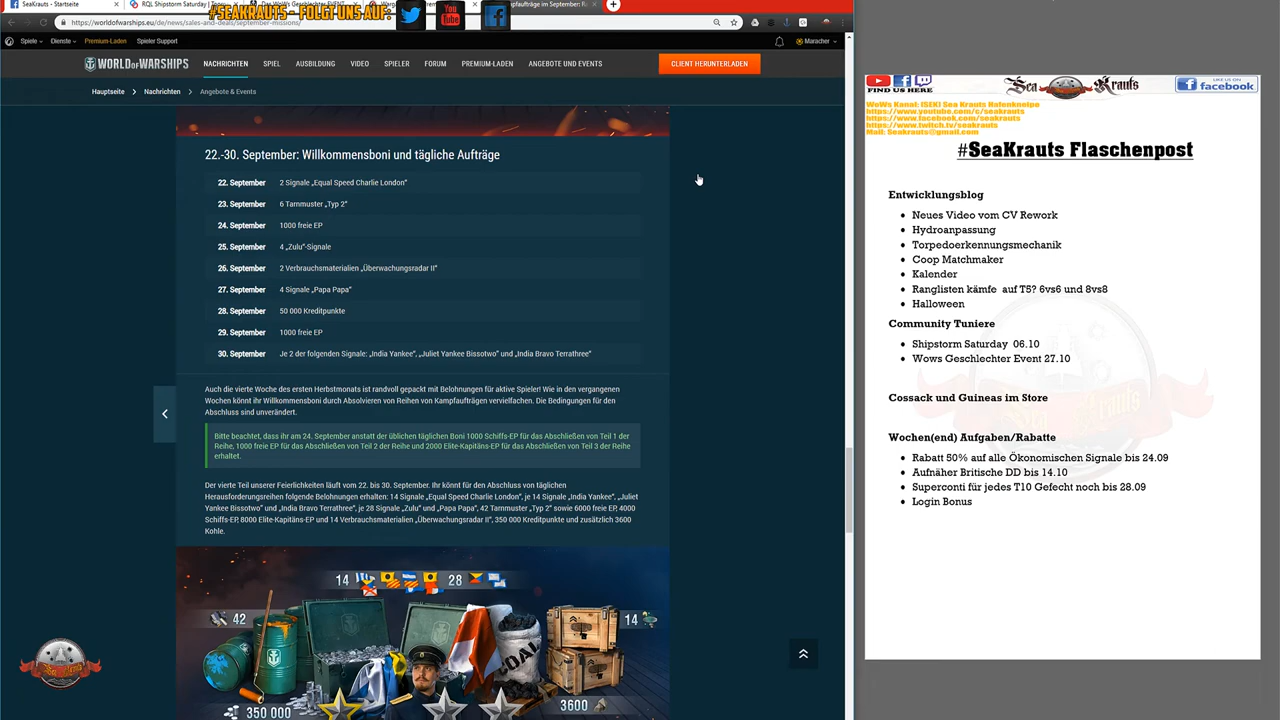 SeaKrauts - Startseite
RQL Shipstorm Saturday | T
#SEAKRAUTS - FOLGT UNS AUF:
https://worldofwarships.eu/de/news/sales-and-deals/september-missions/
Spiele Dienste Premium-Laden Spieler Support
Muracher
WORLD OF WARSHIPS
NACHRICHTEN SPIEL AUSBILDUNG VIDEO SPIELER FORUM PREMIUM-LADEN ANGEBOTE UND EVENTS
CLIENT HERUNTERLADEN
Hauptseite Nachrichten Angebote & Events
22.-30. September: Willkommensboni und tägliche Aufträge
22. September 2 Signale „Equal Speed Charlie London“
23. September 6 Tarnmuster „Typ 2“
24. September 1000 freie EP
25. September 4 „Zulu“-Signale
26. September 2 Verbrauchsmaterialien „Überwachungsradar II“
27. September 4 Signale „Papa Papa“
28. September 50 000 Kreditpunkte
29. September 1000 freie EP
30. September Je 2 der folgenden Signale: „India Yankee“, „Juliet Yankee Bissotwo“ und „India Bravo Terrathree“
Auch die vierte Woche des ersten Herbstmonats ist randvoll gepackt mit Belohnungen für aktive Spieler! Wie in den vergangenen
Wochen könnt ihr Willkommensboni durch Absolvieren von Reihen von Kampfaufträgen vervielfachen. Die Bedingungen für den
Abschluss sind unverändert.
Bitte beachtet, dass ihr am 24. September anstatt der üblichen täglichen Boni 1000 Schiffs-EP für das Abschließen von Teil 1 der
Reihe, 1000 freie EP für das Abschließen von Teil 2 der Reihe und 2000 Elite-Kapitäns-EP für das Abschließen von Teil 3 der Reihe
erhaltet.
Der vierte Teil unserer Feierlichkeiten läuft vom 22. bis 30. September. Ihr könnt für den Abschluss von täglichen
Herausforderungsreihen folgende Belohnungen erhalten: 14 Signale „Equal Speed Charlie London“, je 14 Signale „India Yankee“, „Juliet
Yankee Bissotwo“ und „India Bravo Terrathree“, je 28 Signale „Zulu“ und „Papa Papa“, 42 Tarnmuster „Typ 2“ sowie 6000 freie EP, 4000
Schiffs-EP, 8000 Elite-Kapitäns-EP und 14 Verbrauchsmaterialien „Überwachungsradar II“, 350 000 Kreditpunkte und zusätzlich 3600
Kohle.
14 28
42 14
COAL
350 000 3600
FIND US HERE
Sea Krauts
LIKE US ON
facebook
WoWs Kanal: [SEK] Sea Krauts Hafenkneipe
https://www.youtube.com/c/seakrauts
https://www.facebook.com/seakrauts
https://www.twitch.tv/seakrauts
Mail: Seakrauts@gmail.com
#SeaKrauts Flaschenpost
Entwicklungsblog
• Neues Video vom CV Rework
• Hydroanpassung
• Torpedoerkennungsmechanik
• Coop Matchmaker
• Kalender
• Ranglisten kämfe auf T5? 6vs6 und 8vs8
• Halloween
Community Tuniere
• Shipstorm Saturday 06.10
• Wows Geschlechter Event 27.10
Cossack und Guineas im Store
Wochen(end) Aufgaben/Rabatte
• Rabatt 50% auf alle Ökonomischen Signale bis 24.09
• Aufnäher Britische DD bis 14.10
• Superconti für jedes T10 Gefecht noch bis 28.09
• Login Bonus